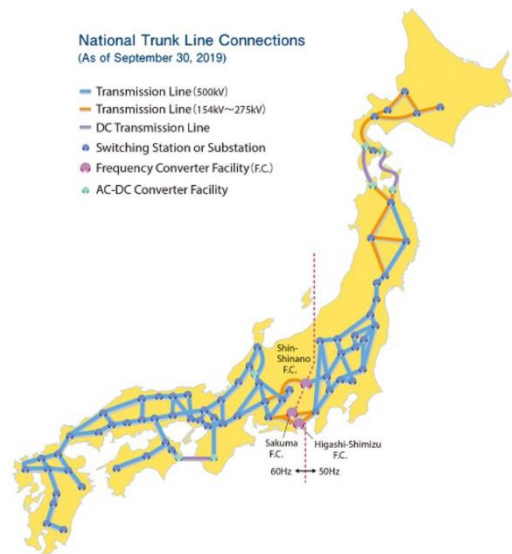 National Trunk Line Connections
(As of September 30, 2019)
Transmission Line(500kV)
Transmission Line(154kV~275kV)
DC Transmission Line
Switching Station or Substation
Frequency Converter Facility(F.C.)
AC-DC Converter Facility
Shin-
Shinano
F.C.
Sakuma
F.C.
Higashi-Shimizu
F.C.
60Hz
50Hz